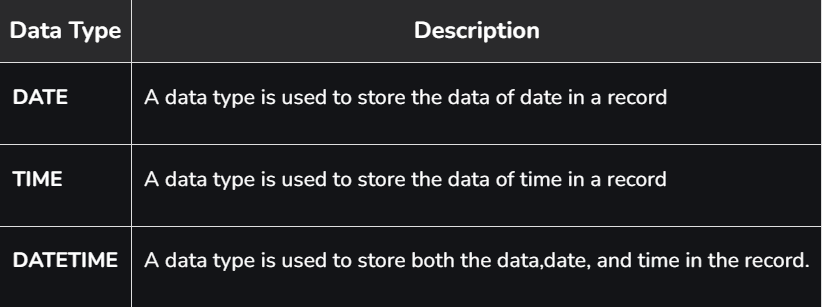 Data Type Description
DATE A data type is used to store the data of date in a record
TIME A data type is used to store the data of time in a record
DATETIME A data type is used to store both the data,date, and time in the record.